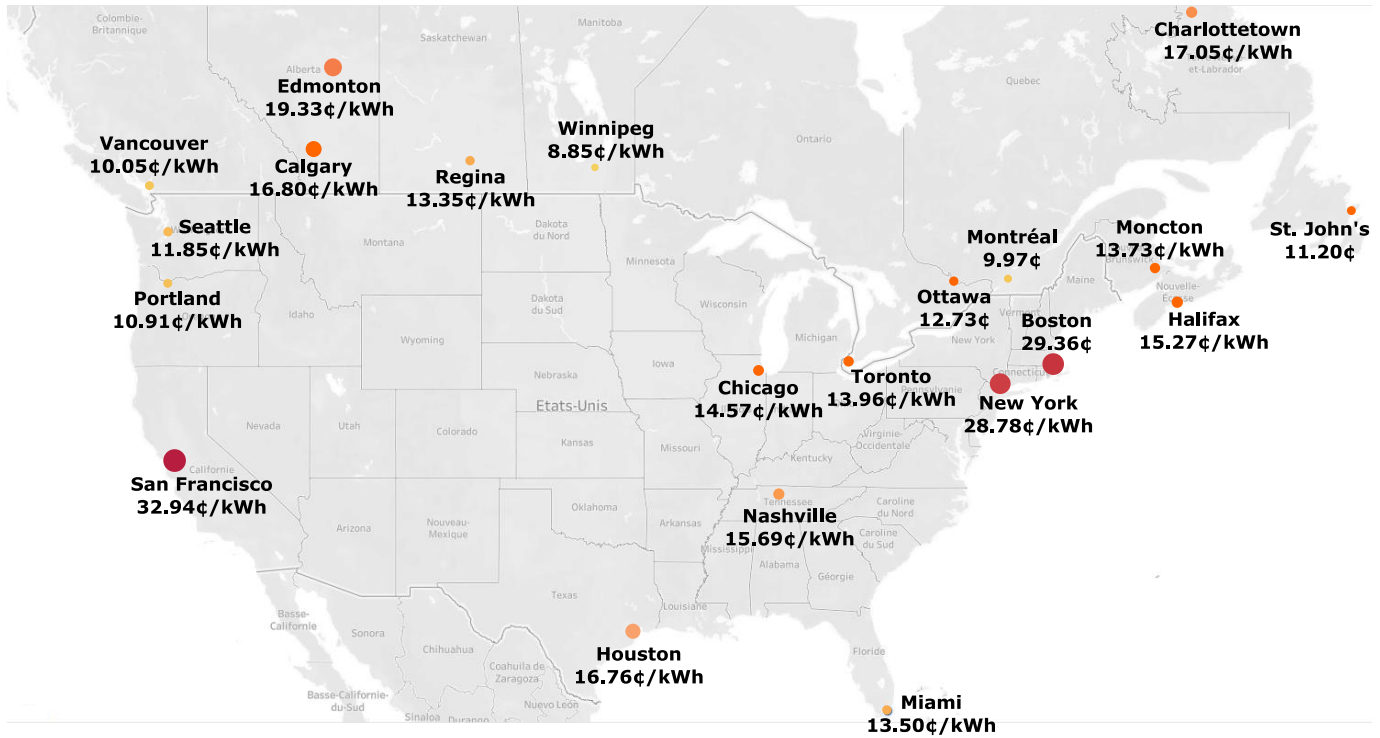 Colombie-
Britannique
Manitoba
Saskatchewan
Alberta
Edmonton
19.33¢/kWh
Charlottetown
17.05¢/kWh
et-Labrador
Quebec
Ontario
Vancouver
10.05¢/kWh
Calgary
16.80¢/kWh
Regina
13.35¢/kWh
Winnipeg
8.85¢/kWh
Seattle
11.85¢/kWh
Portland
10.91¢/kWh
Montana
Dakota
du Nord
Minnesota
Montréal
9.97¢
Moncton
13.73¢/kWh
Brunswick
St. John's
11.20¢
Maine
Nouvelle-
Halifax
15.27¢/kWh
Ottawa
12.73¢
Vermont
Boston
29.36¢
Idaho
Wyoming
Dakota
du Sud
Wisconsin
Michigan
New York
Iowa
Nebraska
Chicago
14.57¢/kWh
Toronto
13.96¢/kWh
Pennsylvanie
Connecticut
New York
28.78¢/kWh
Etats-Unis
Nevada
Utah
Colorado
Kansas
Missouri
Virginie-
Occidentale
Kentucky
Californie
San Francisco
32.94¢/kWh
Arizona
Nouveau-
Mexique
Oklahoma
Arkansas
Tennessee
Nashville
15.69¢/kWh
Caroline
du Nord
Caroline
du Sud
Mississippi
Alabama
Géorgie
Texas
Louisiane
Houston
16.76¢/kWh
Floride
Miami
13.50¢/kWh
Basse-
Californie
Sonora
Chihuahua
Coahuila de
Zaragoza
Basse-Californie-
du-Sud
Sinaloa
Durango
Nuevo León